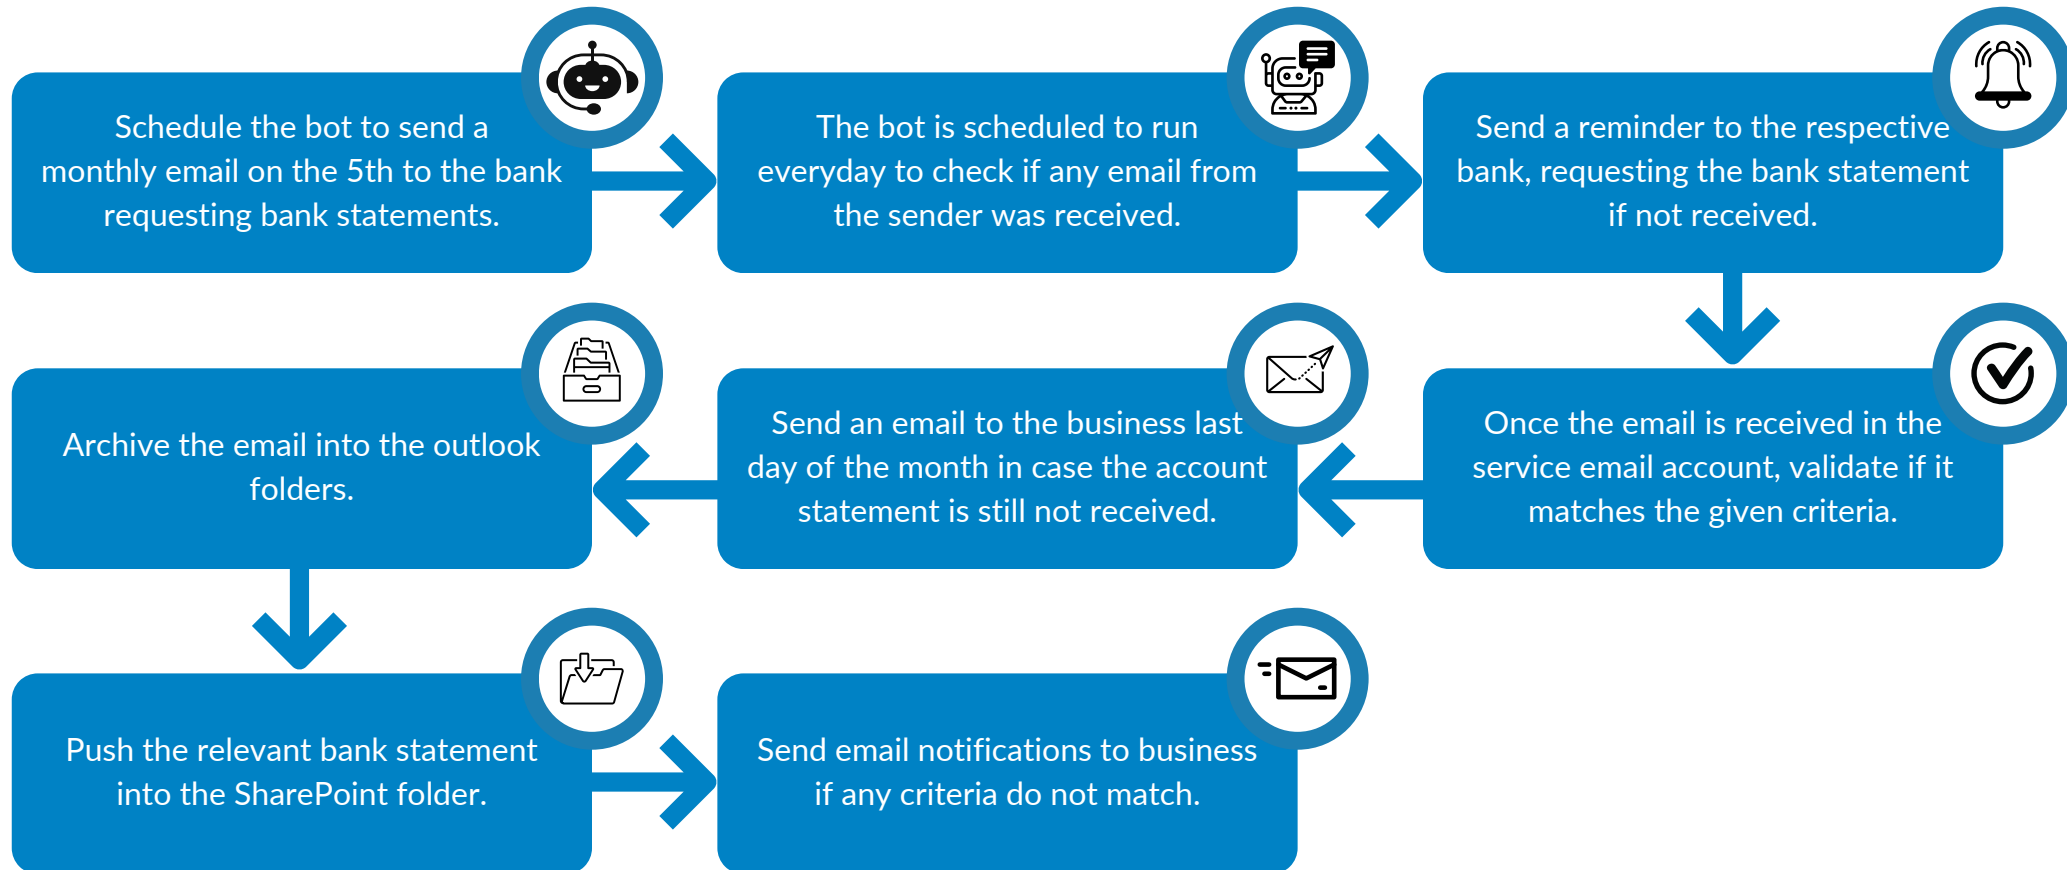 Schedule the bot to send a
monthly email on the 5th to the bank
requesting bank statements.
The bot is scheduled to run
everyday to check if any email from
the sender was received.
Send a reminder to the respective
bank, requesting the bank statement
if not received.
Once the email is received in the
service email account, validate if it
matches the given criteria.
Send an email to the business last
day of the month in case the account
statement is still not received.
Archive the email into the outlook
folders.
Push the relevant bank statement
into the SharePoint folder.
Send email notifications to business
if any criteria do not match.